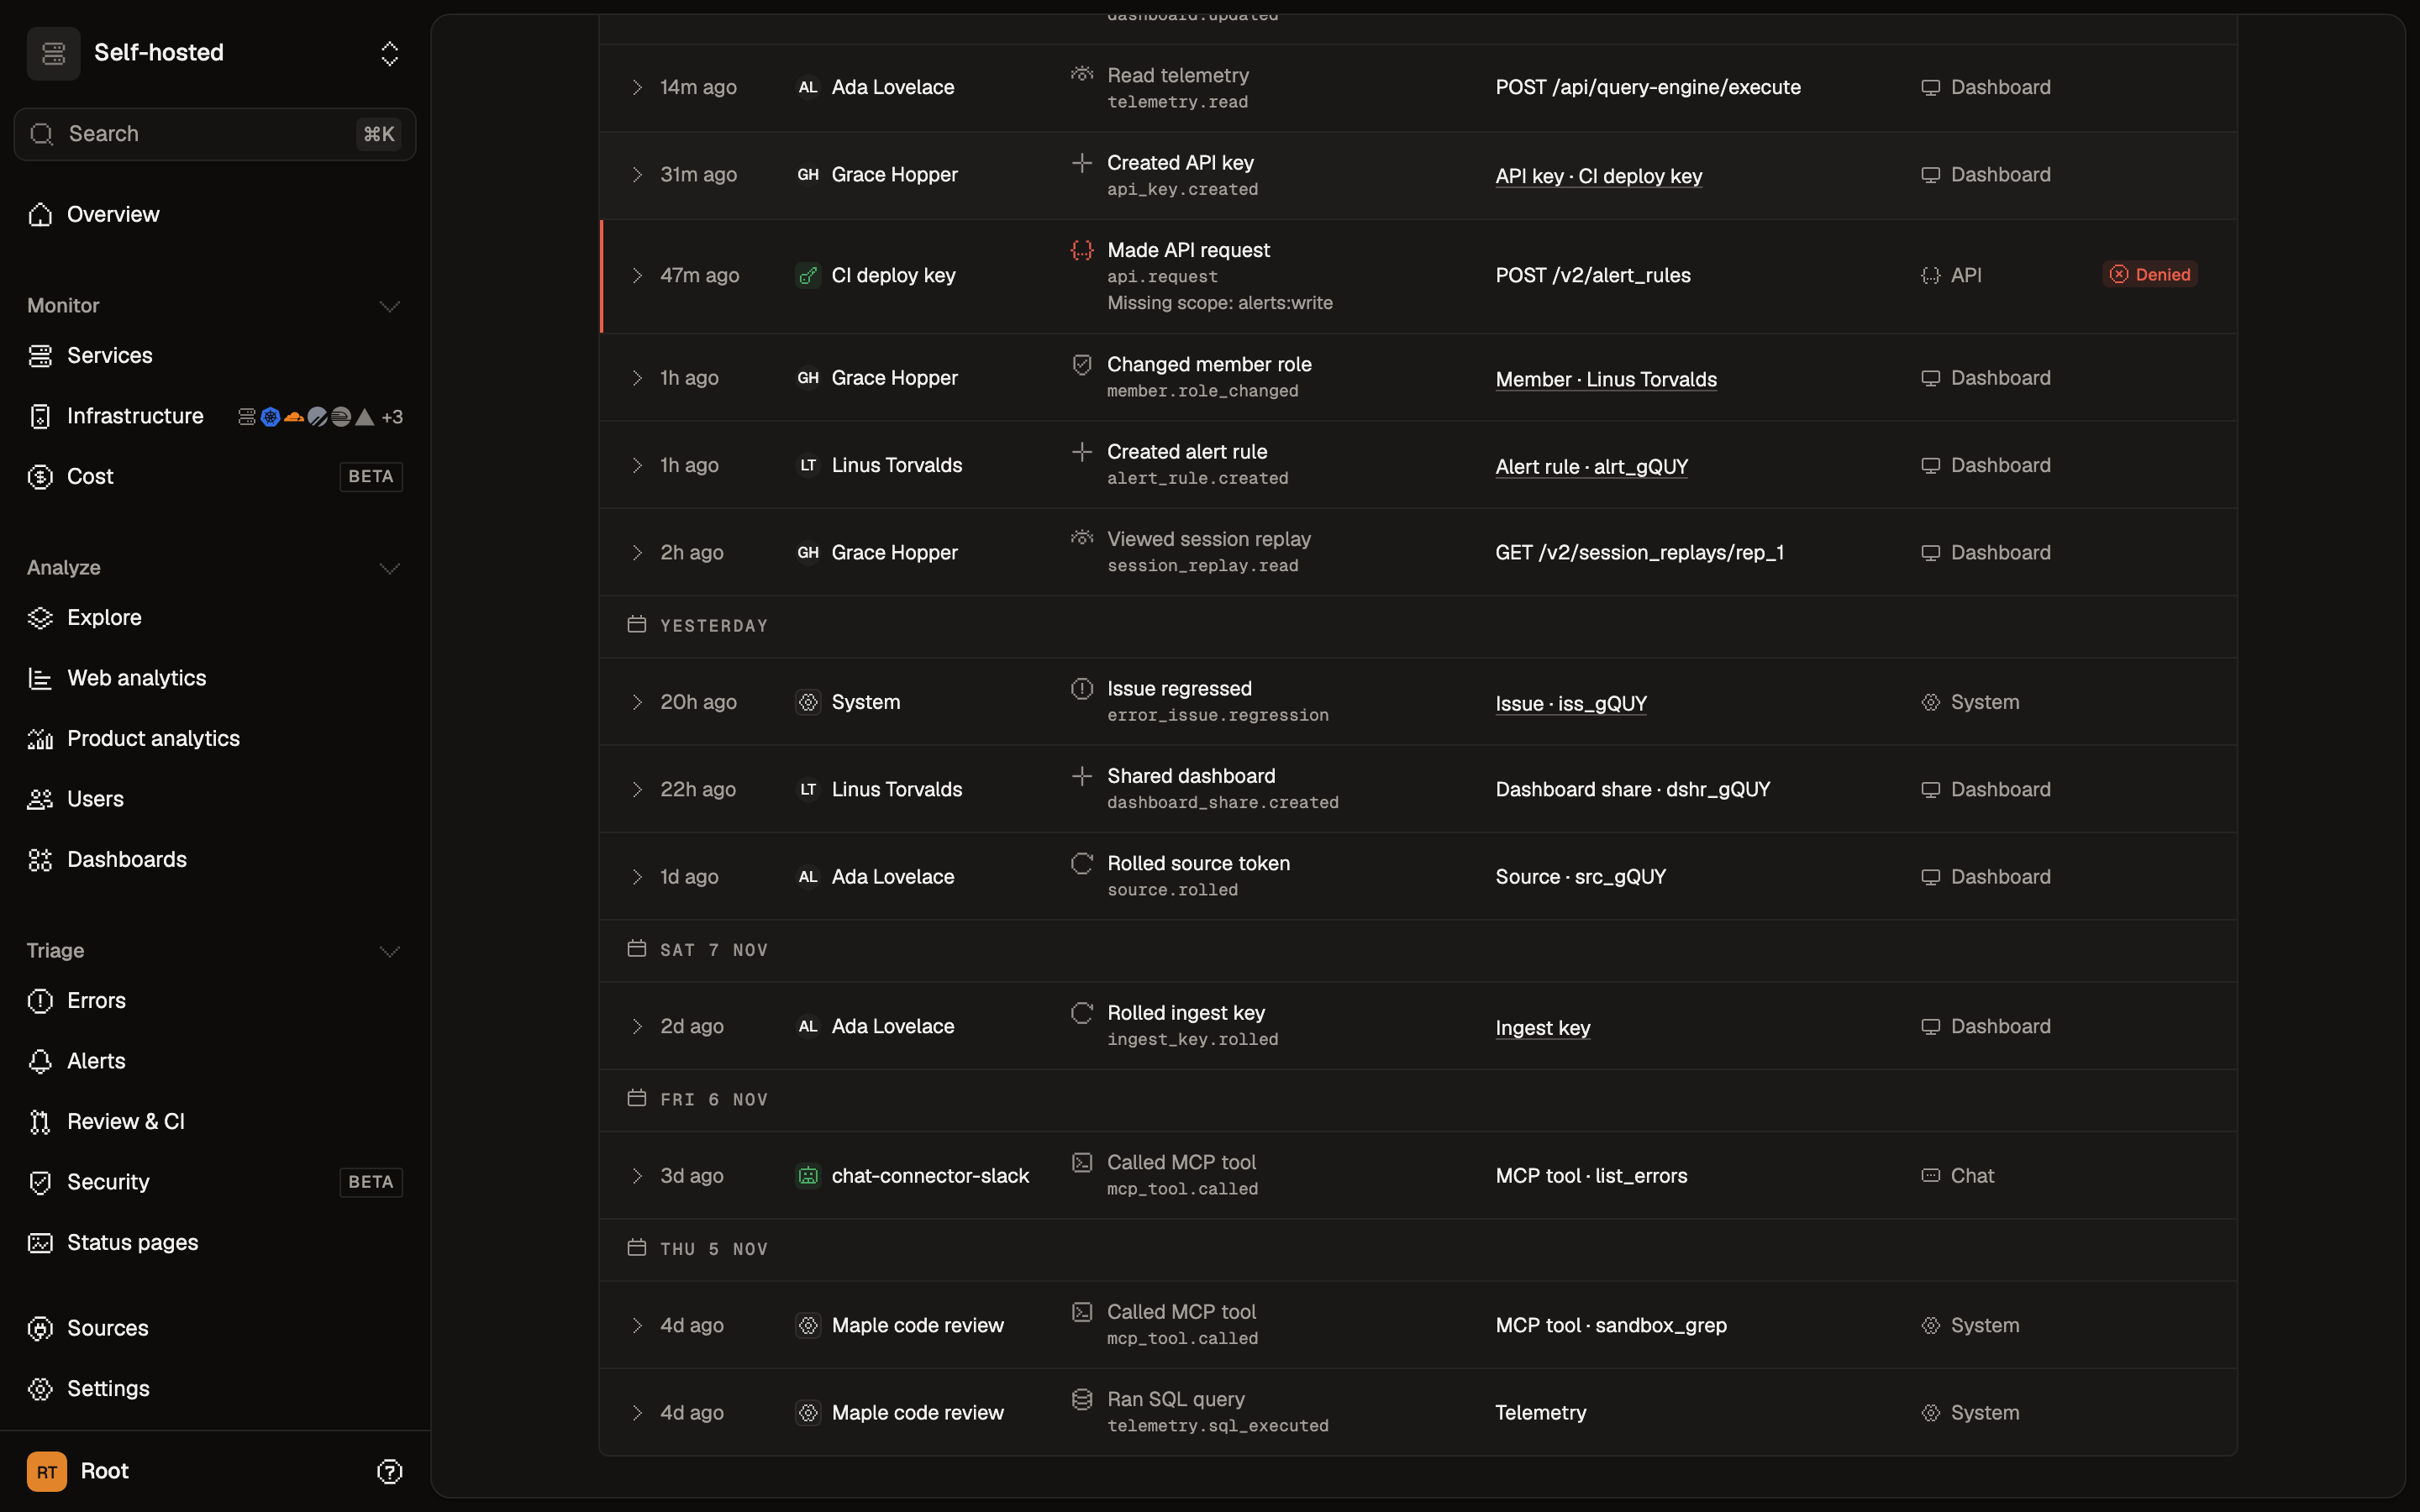 Self-hosted
Search ⌘K
Overview
Monitor
Services
Infrastructure +3
Cost BETA
Analyze
Explore
Web analytics
Product analytics
Users
Dashboards
Triage
Errors
Alerts
Review & CI
Security BETA
Status pages
Sources
Settings
RT Root
dashboard.updated
14m ago AL Ada Lovelace Read telemetry POST /api/query-engine/execute Dashboard
telemetry.read
31m ago GH Grace Hopper Created API key API key · CI deploy key Dashboard
api_key.created
47m ago CI deploy key Made API request POST /v2/alert_rules API Denied
api.request
Missing scope: alerts:write
1h ago GH Grace Hopper Changed member role Member · Linus Torvalds Dashboard
member.role_changed
1h ago LT Linus Torvalds Created alert rule Alert rule · alrt_gQUY Dashboard
alert_rule.created
2h ago GH Grace Hopper Viewed session replay GET /v2/session_replays/rep_1 Dashboard
session_replay.read
YESTERDAY
20h ago System Issue regressed Issue · iss_gQUY System
error_issue.regression
22h ago LT Linus Torvalds Shared dashboard Dashboard share · dshr_gQUY Dashboard
dashboard_share.created
1d ago AL Ada Lovelace Rolled source token Source · src_gQUY Dashboard
source.rolled
SAT 7 NOV
2d ago AL Ada Lovelace Rolled ingest key Ingest key Dashboard
ingest_key.rolled
FRI 6 NOV
3d ago chat-connector-slack Called MCP tool MCP tool · list_errors Chat
mcp_tool.called
THU 5 NOV
4d ago Maple code review Called MCP tool MCP tool · sandbox_grep System
mcp_tool.called
4d ago Maple code review Ran SQL query Telemetry System
telemetry.sql_executed